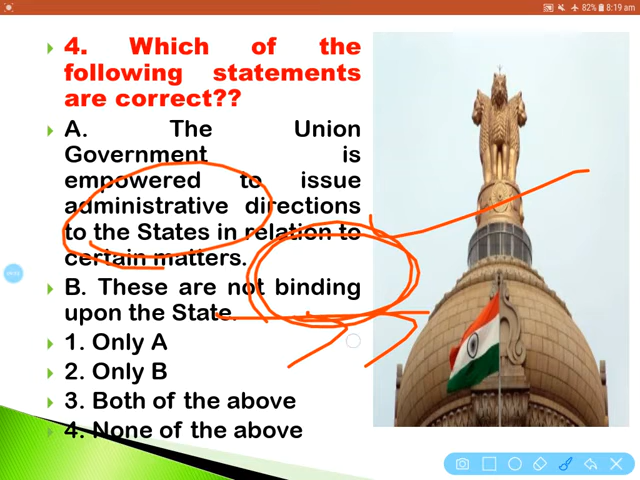 82% 8:19 am
4. Which of the
following statements
are correct??
A. The Union
Government is
empowered to issue
administrative directions
to the States in relation to
certain matters.
B. These are not binding
upon the State.
1. Only A
2. Only B
3. Both of the above
4. None of the above